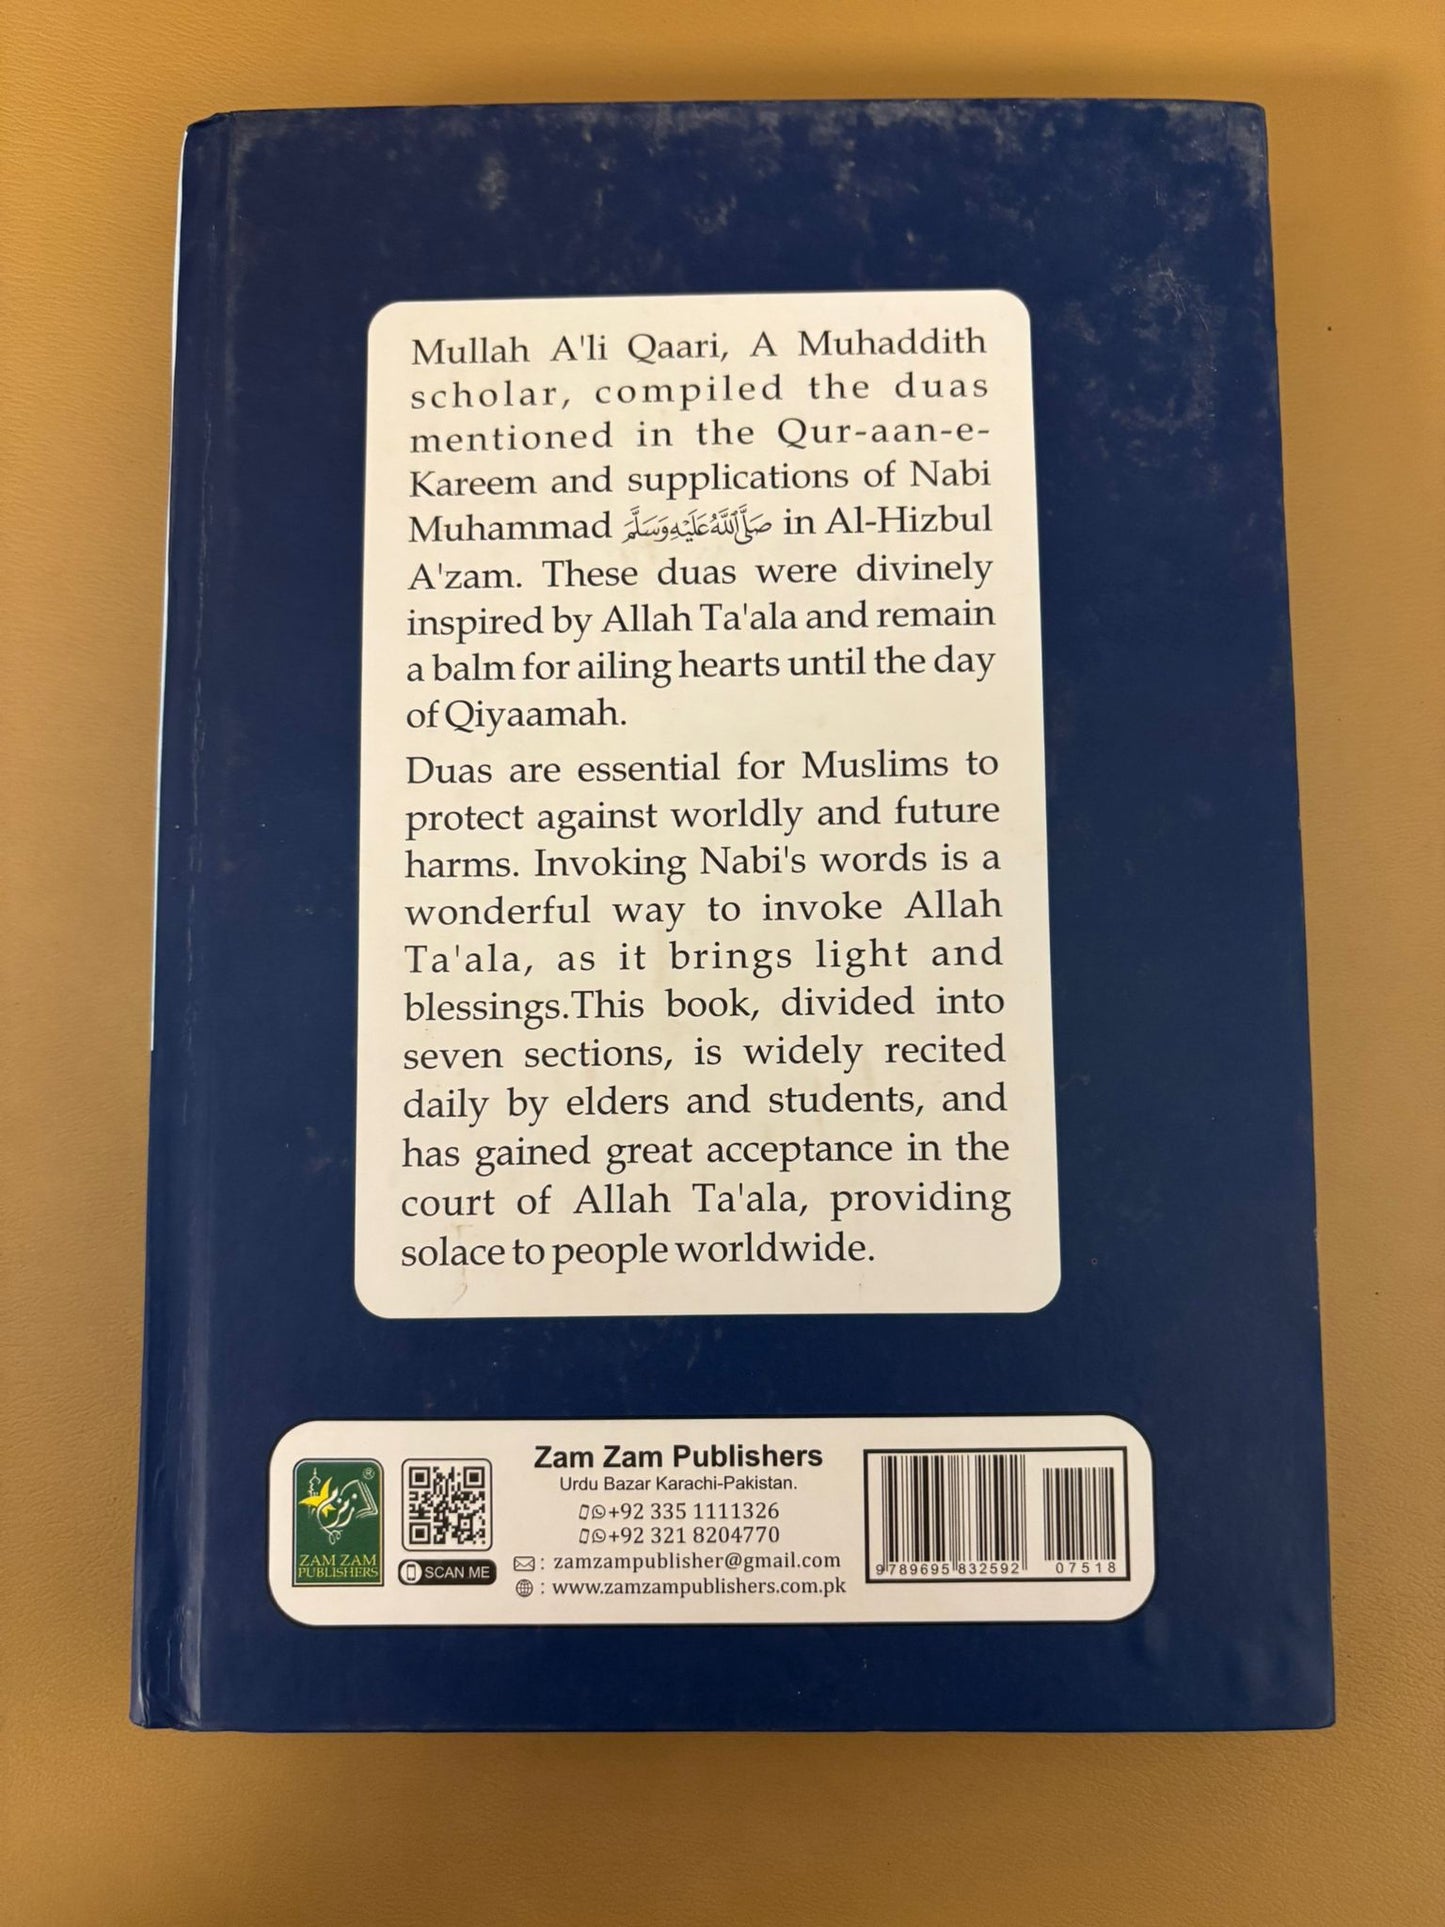 Mullah A'li Qaari, A Muhaddith
scholar, compiled the duas
mentioned in the Qur-aan-e-
Kareem and supplications of Nabi
Muhammad صَلَّى اللهُ عَلَيْهِ وَسَلَّمَ in Al-Hizbul
A'zam. These duas were divinely
inspired by Allah Ta'ala and remain
a balm for ailing hearts until the day
of Qiyaamah.
Duas are essential for Muslims to
protect against worldly and future
harms. Invoking Nabi's words is a
wonderful way to invoke Allah
Ta'ala, as it brings light and
blessings.This book, divided into
seven sections, is widely recited
daily by elders and students, and
has gained great acceptance in the
court of Allah Ta'ala, providing
solace to people worldwide.
زمزم
®
ZAM ZAM
PUBLISHERS
SCAN ME
Zam Zam Publishers
Urdu Bazar Karachi-Pakistan.
+92 335 1111326
+92 321 8204770
: zamzampublisher@gmail.com
: www.zamzampublishers.com.pk
9 789695 832592
07518